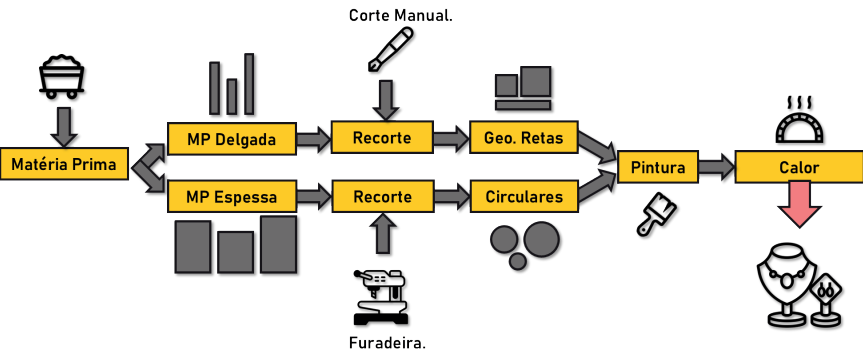 Corte Manual.
MP Delgada
Recorte
Geo. Retas
Matéria Prima
Pintura
Calor
MP Espessa
Recorte
Circulares
Furadeira.